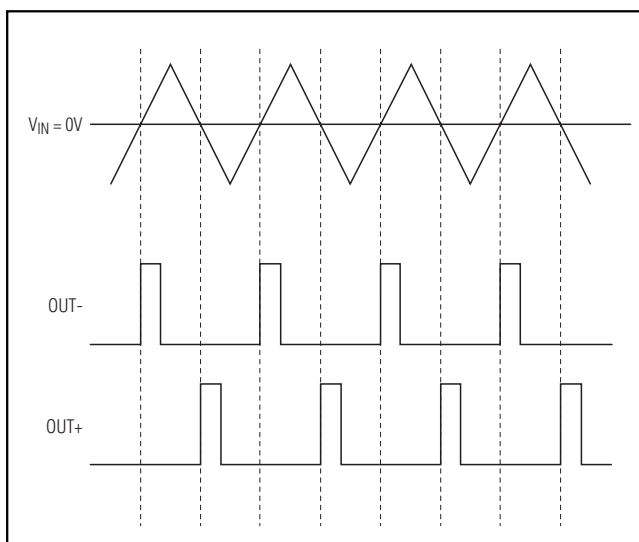 V_IN = 0V
OUT-
OUT+